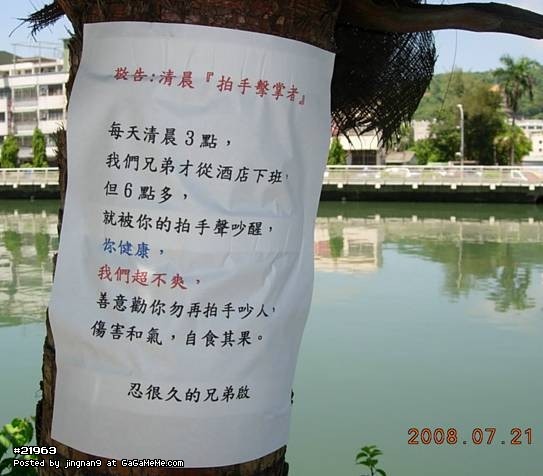 敬告:清晨『拍手擊掌者』
每天清晨3點，
我們兄弟才從酒店下班，
但6點多，
就被你的拍手聲吵醒，
你健康，
我們超不爽，
善意勸你勿再拍手吵人，
傷害和氣，自食其果。
忍很久的兄弟啟
2008.07.21
#21963
Posted by jingnan9 at GaGaMeMe.com